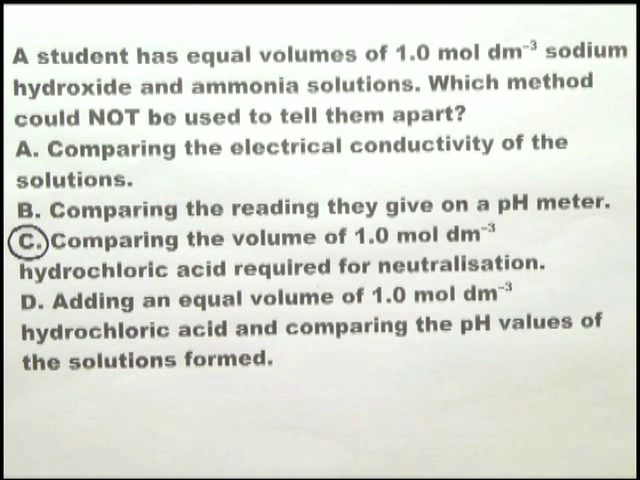 A student has equal volumes of 1.0 mol dm⁻³ sodium
hydroxide and ammonia solutions. Which method
could NOT be used to tell them apart?
A. Comparing the electrical conductivity of the
solutions.
B. Comparing the reading they give on a pH meter.
C. Comparing the volume of 1.0 mol dm⁻³
hydrochloric acid required for neutralisation.
D. Adding an equal volume of 1.0 mol dm⁻³
hydrochloric acid and comparing the pH values of
the solutions formed.